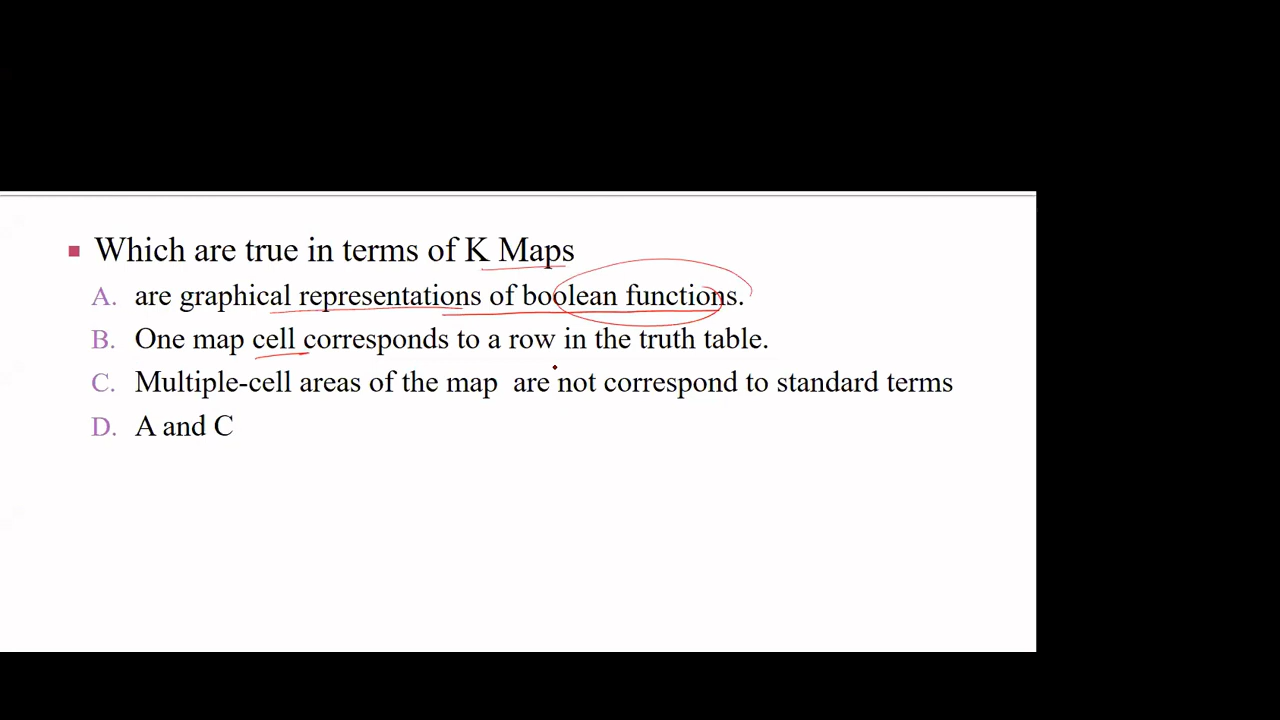 Which are true in terms of K Maps
A. are graphical representations of boolean functions.
B. One map cell corresponds to a row in the truth table.
C. Multiple-cell areas of the map are not correspond to standard terms
D. A and C